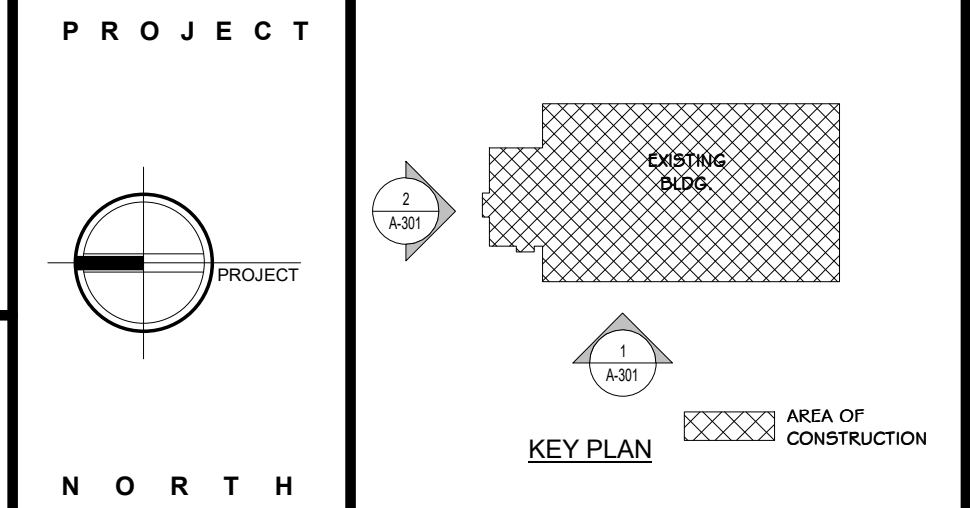 P R O J E C T
PROJECT
N O R T H
EXISTING
BLDG.
2
A-301
1
A-301
KEY PLAN
AREA OF
CONSTRUCTION